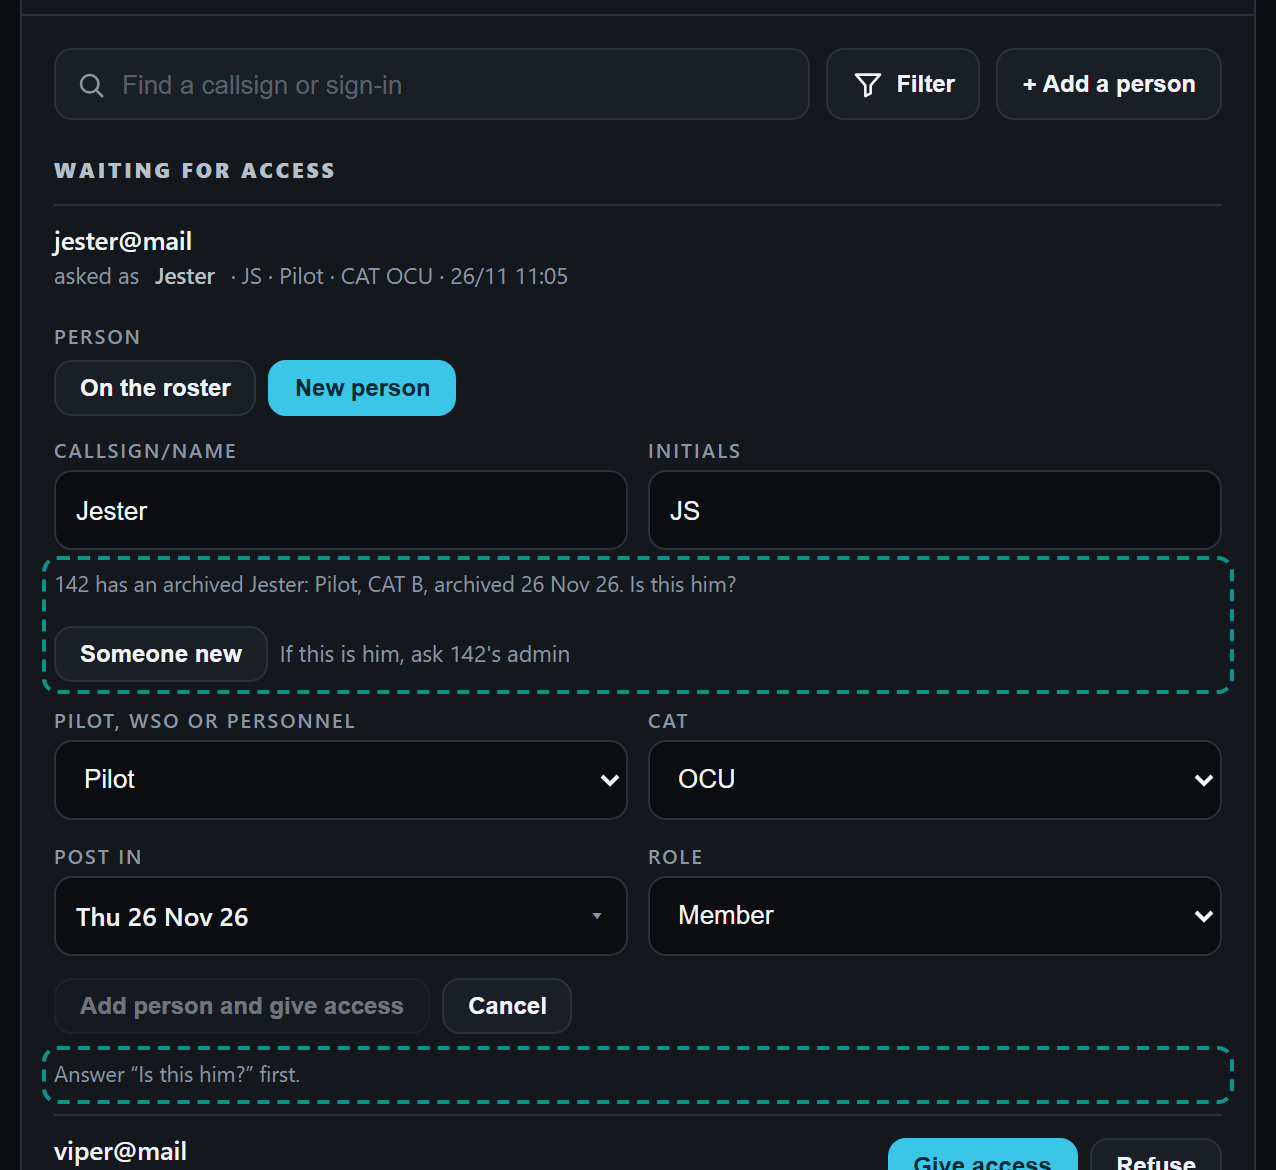 Find a callsign or sign-in
Filter
+ Add a person
WAITING FOR ACCESS
jester@mail
asked as Jester · JS · Pilot · CAT OCU · 26/11 11:05
PERSON
On the roster
New person
CALLSIGN/NAME
INITIALS
Jester
JS
142 has an archived Jester: Pilot, CAT B, archived 26 Nov 26. Is this him?
Someone new
If this is him, ask 142's admin
PILOT, WSO OR PERSONNEL
CAT
Pilot
OCU
POST IN
ROLE
Thu 26 Nov 26
Member
Add person and give access
Cancel
Answer “Is this him?” first.
viper@mail
Give access
Refuse